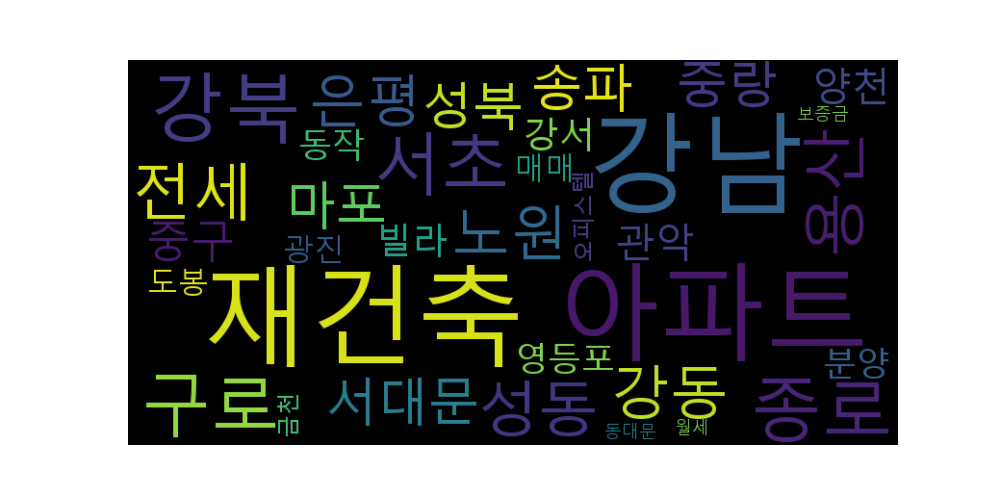 강북
은평
성북
송파
중랑
양천
보증금
동작
서초
강서
매매
강남
용산
전세
마포
오피스텔
중구
광진
빌라
노원
관악
도봉
재건축
아파트
영등포
분양
구로
금천
서대문
성동
강동
종로
동대문
월세